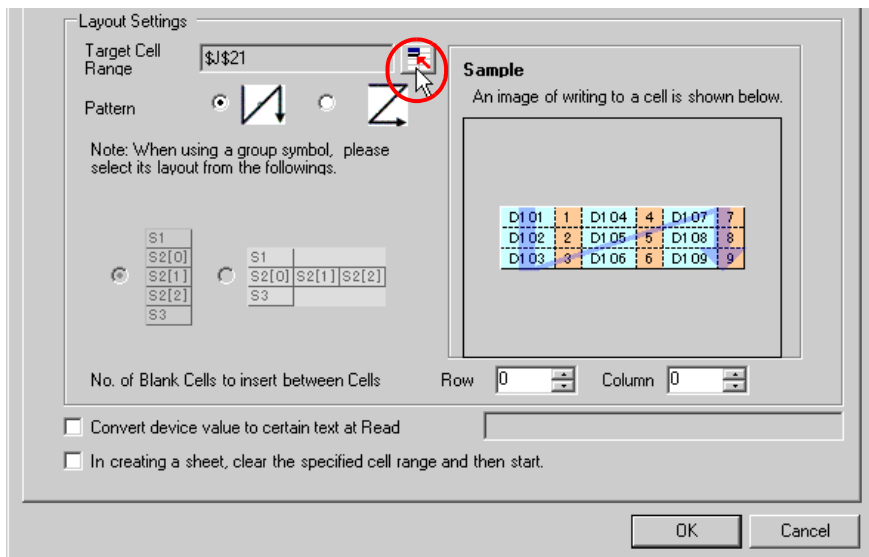 Layout Settings
Target Cell
Range
$J$21
Pattern
Note: When using a group symbol, please
select its layout from the followings.
S1
S2[0]
S2[1]
S2[2]
S3
S1
S2[0] S2[1] S2[2]
S3
Sample
An image of writing to a cell is shown below.
D101 1 D104 4 D107 7
D102 2 D105 5 D108 8
D103 3 D106 6 D109 9
No. of Blank Cells to insert between Cells Row 0 Column 0
Convert device value to certain text at Read
In creating a sheet, clear the specified cell range and then start.
OK Cancel